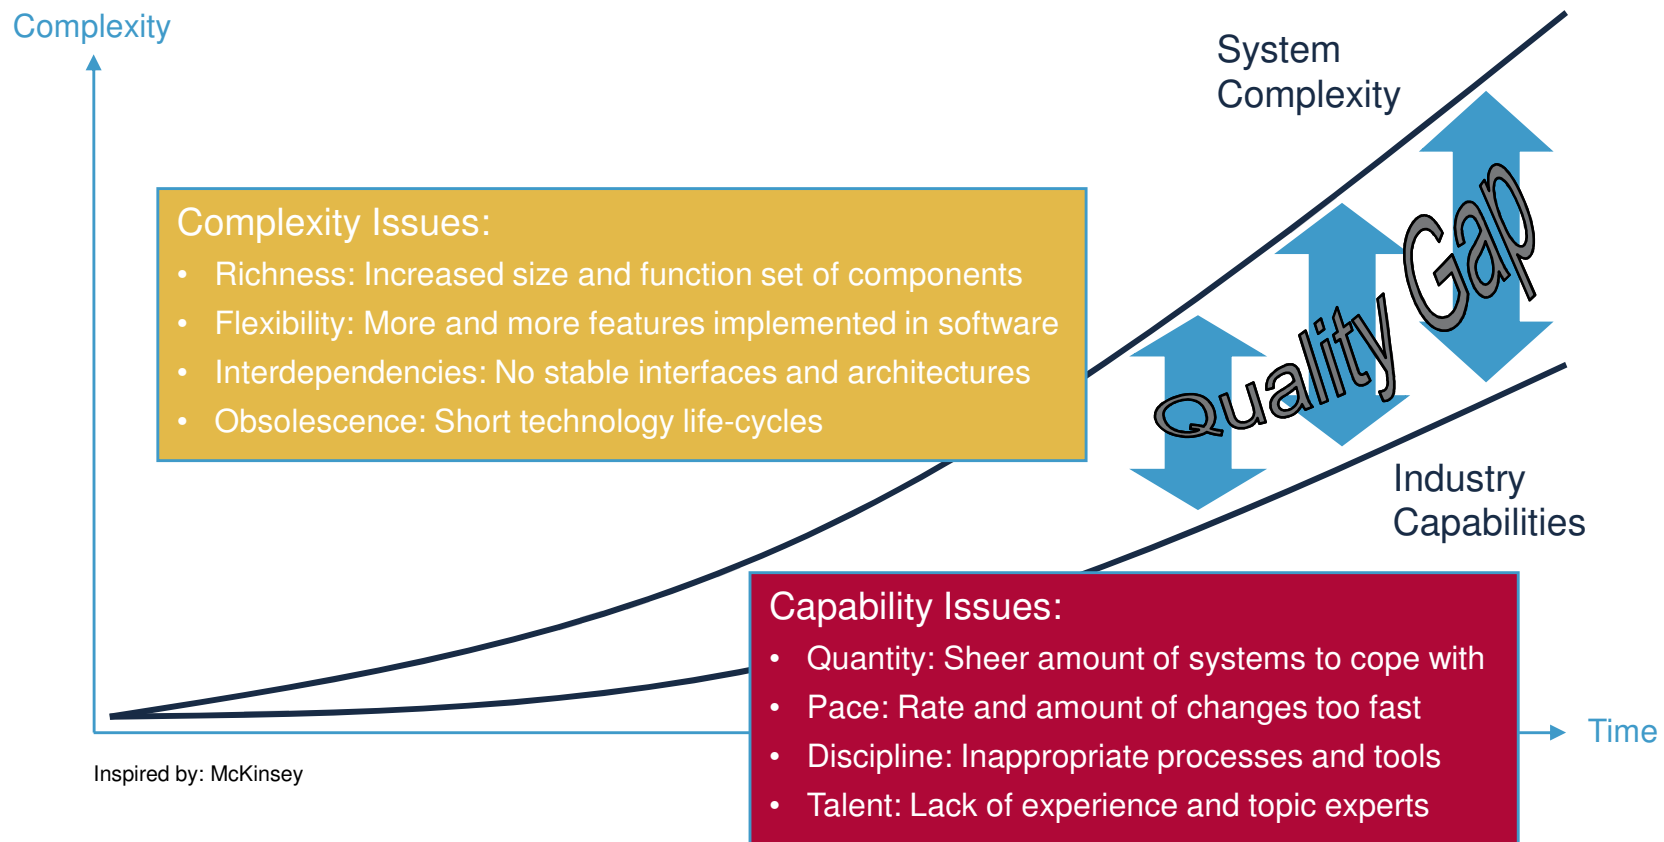 Complexity
System
Complexity
Complexity Issues:
• Richness: Increased size and function set of components
• Flexibility: More and more features implemented in software
• Interdependencies: No stable interfaces and architectures
• Obsolescence: Short technology life-cycles
Quality Gap
Industry
Capabilities
Capability Issues:
• Quantity: Sheer amount of systems to cope with
• Pace: Rate and amount of changes too fast
• Discipline: Inappropriate processes and tools
• Talent: Lack of experience and topic experts
Time
Inspired by: McKinsey